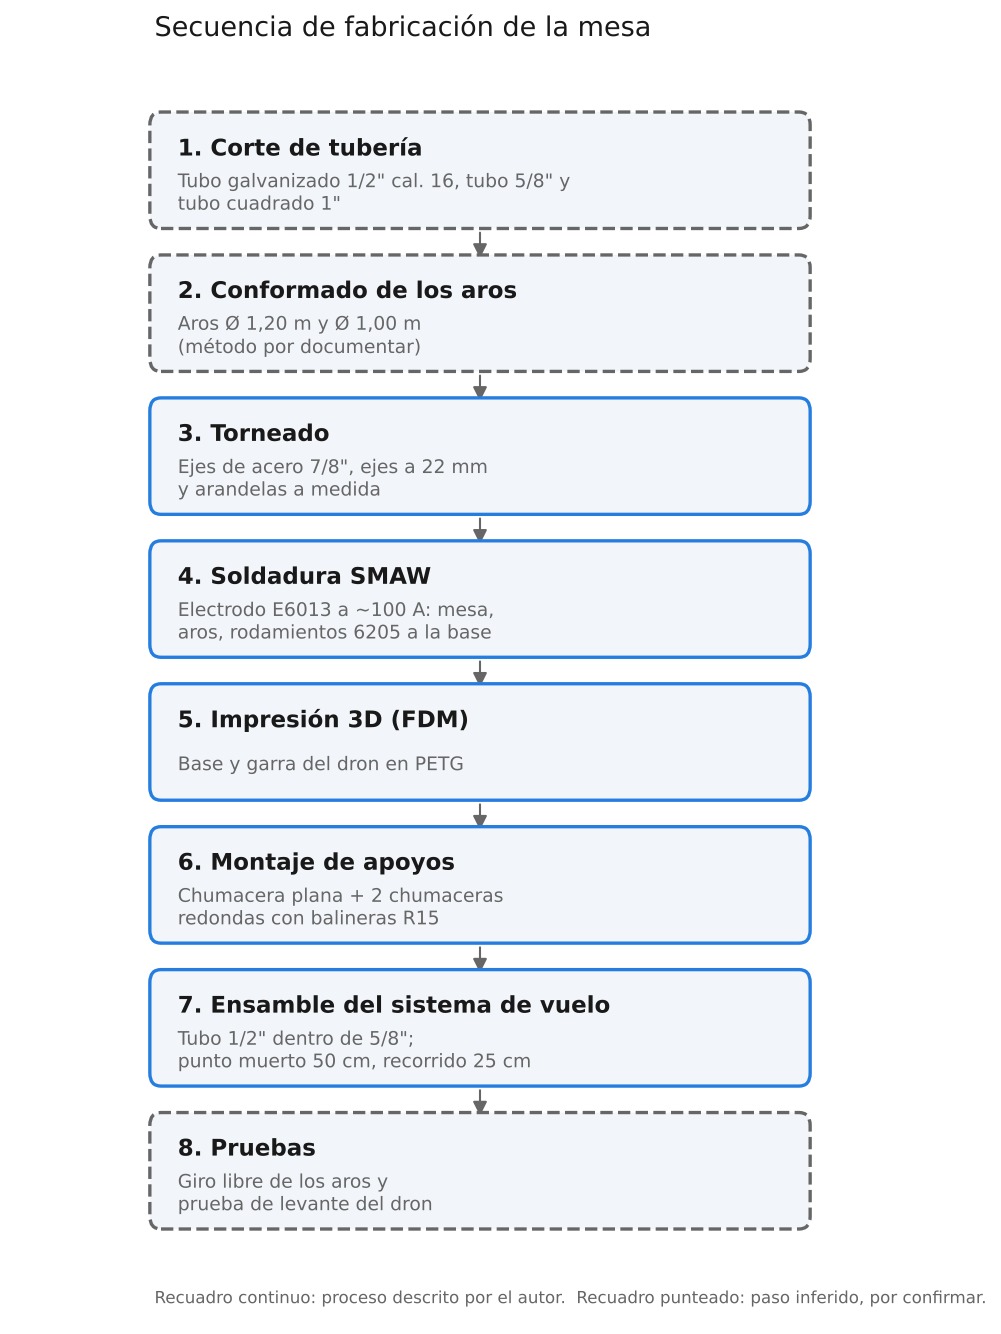 Secuencia de fabricación de la mesa
1. Corte de tubería
Tubo galvanizado 1/2" cal. 16, tubo 5/8" y
tubo cuadrado 1"
2. Conformado de los aros
Aros Ø 1,20 m y Ø 1,00 m
(método por documentar)
3. Torneado
Ejes de acero 7/8", ejes a 22 mm
y arandelas a medida
4. Soldadura SMAW
Electrodo E6013 a ~100 A: mesa,
aros, rodamientos 6205 a la base
5. Impresión 3D (FDM)
Base y garra del dron en PETG
6. Montaje de apoyos
Chumacera plana + 2 chumaceras
redondas con balineras R15
7. Ensamble del sistema de vuelo
Tubo 1/2" dentro de 5/8";
punto muerto 50 cm, recorrido 25 cm
8. Pruebas
Giro libre de los aros y
prueba de levante del dron
Recuadro continuo: proceso descrito por el autor.  Recuadro punteado: paso inferido, por confirmar.